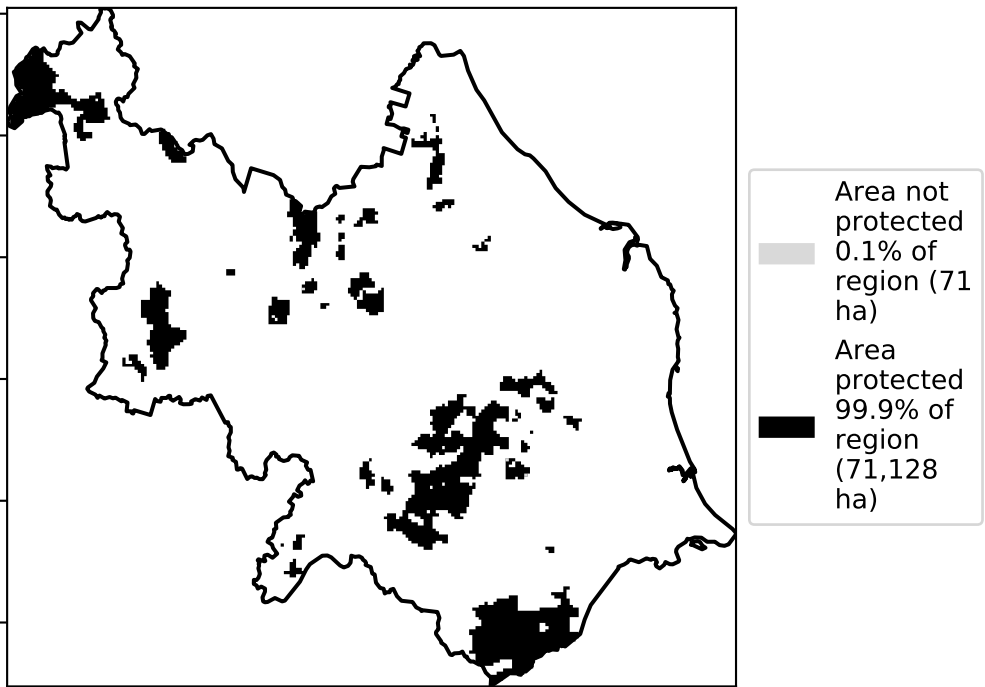 Area not
protected
0.1% of
region (71
ha)
Area
protected
99.9% of
region
(71,128
ha)